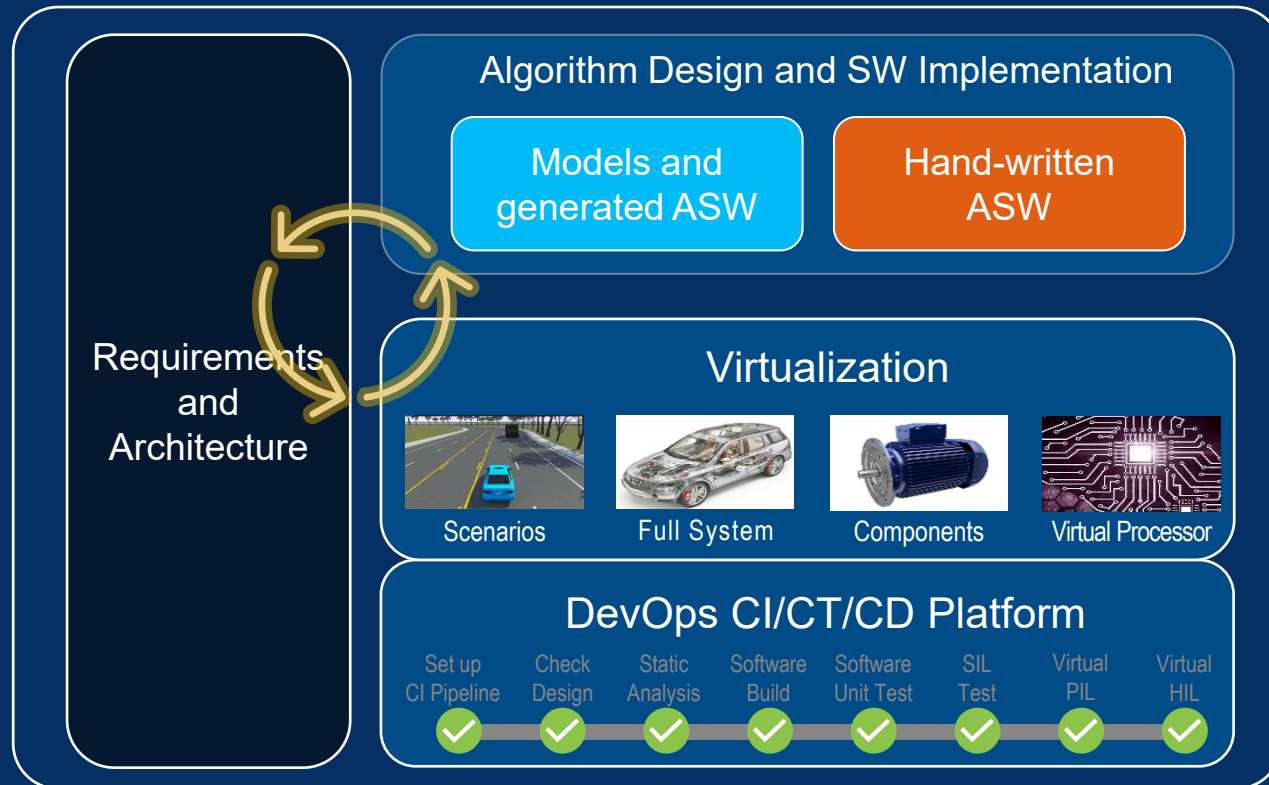 Requirements
and
Architecture
Algorithm Design and SW Implementation
Models and
generated ASW
Hand-written
ASW
Virtualization
Scenarios
Full System
Components
Virtual Processor
DevOps CI/CT/CD Platform
Set up
CI Pipeline
Check
Design
Static
Analysis
Software
Build
Software
Unit Test
SIL
Test
Virtual
PIL
Virtual
HIL